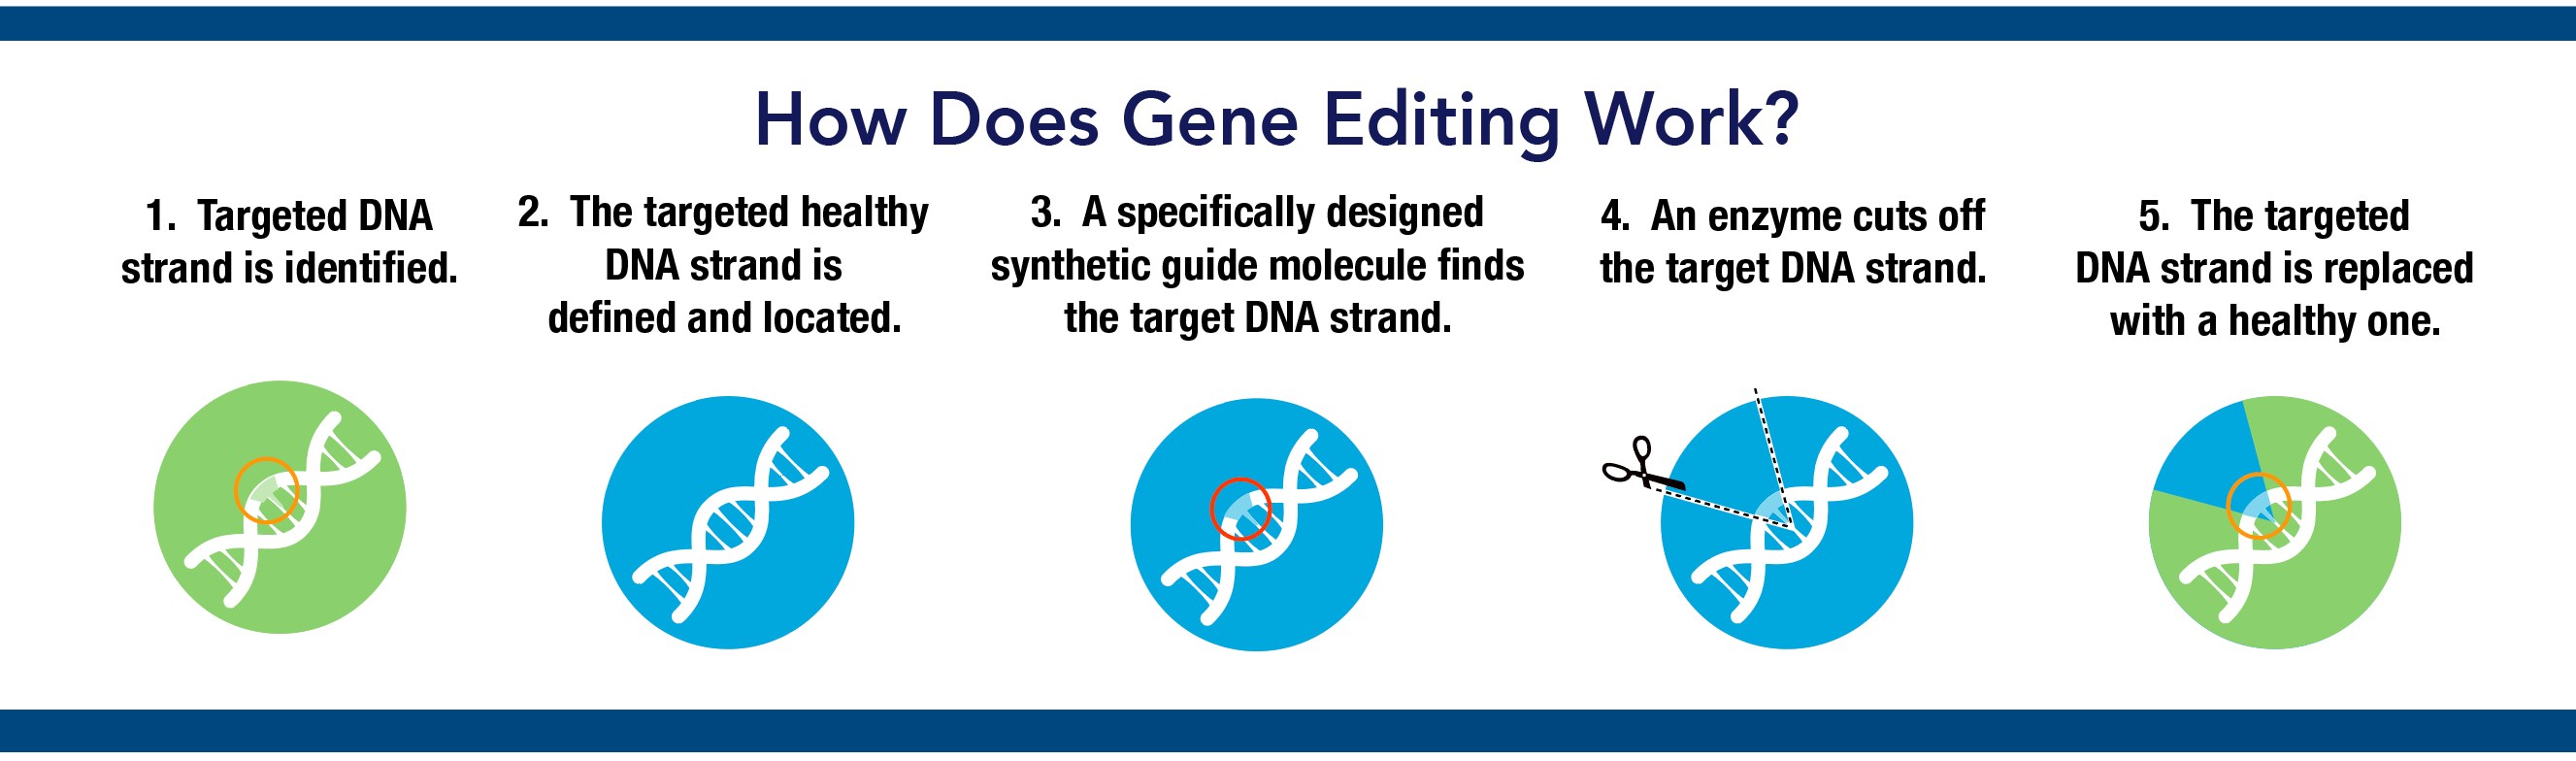 How Does Gene Editing Work?
1. Targeted DNA
strand is identified.
2. The targeted healthy
DNA strand is
defined and located.
3. A specifically designed
synthetic guide molecule finds
the target DNA strand.
4. An enzyme cuts off
the target DNA strand.
5. The targeted
DNA strand is replaced
with a healthy one.